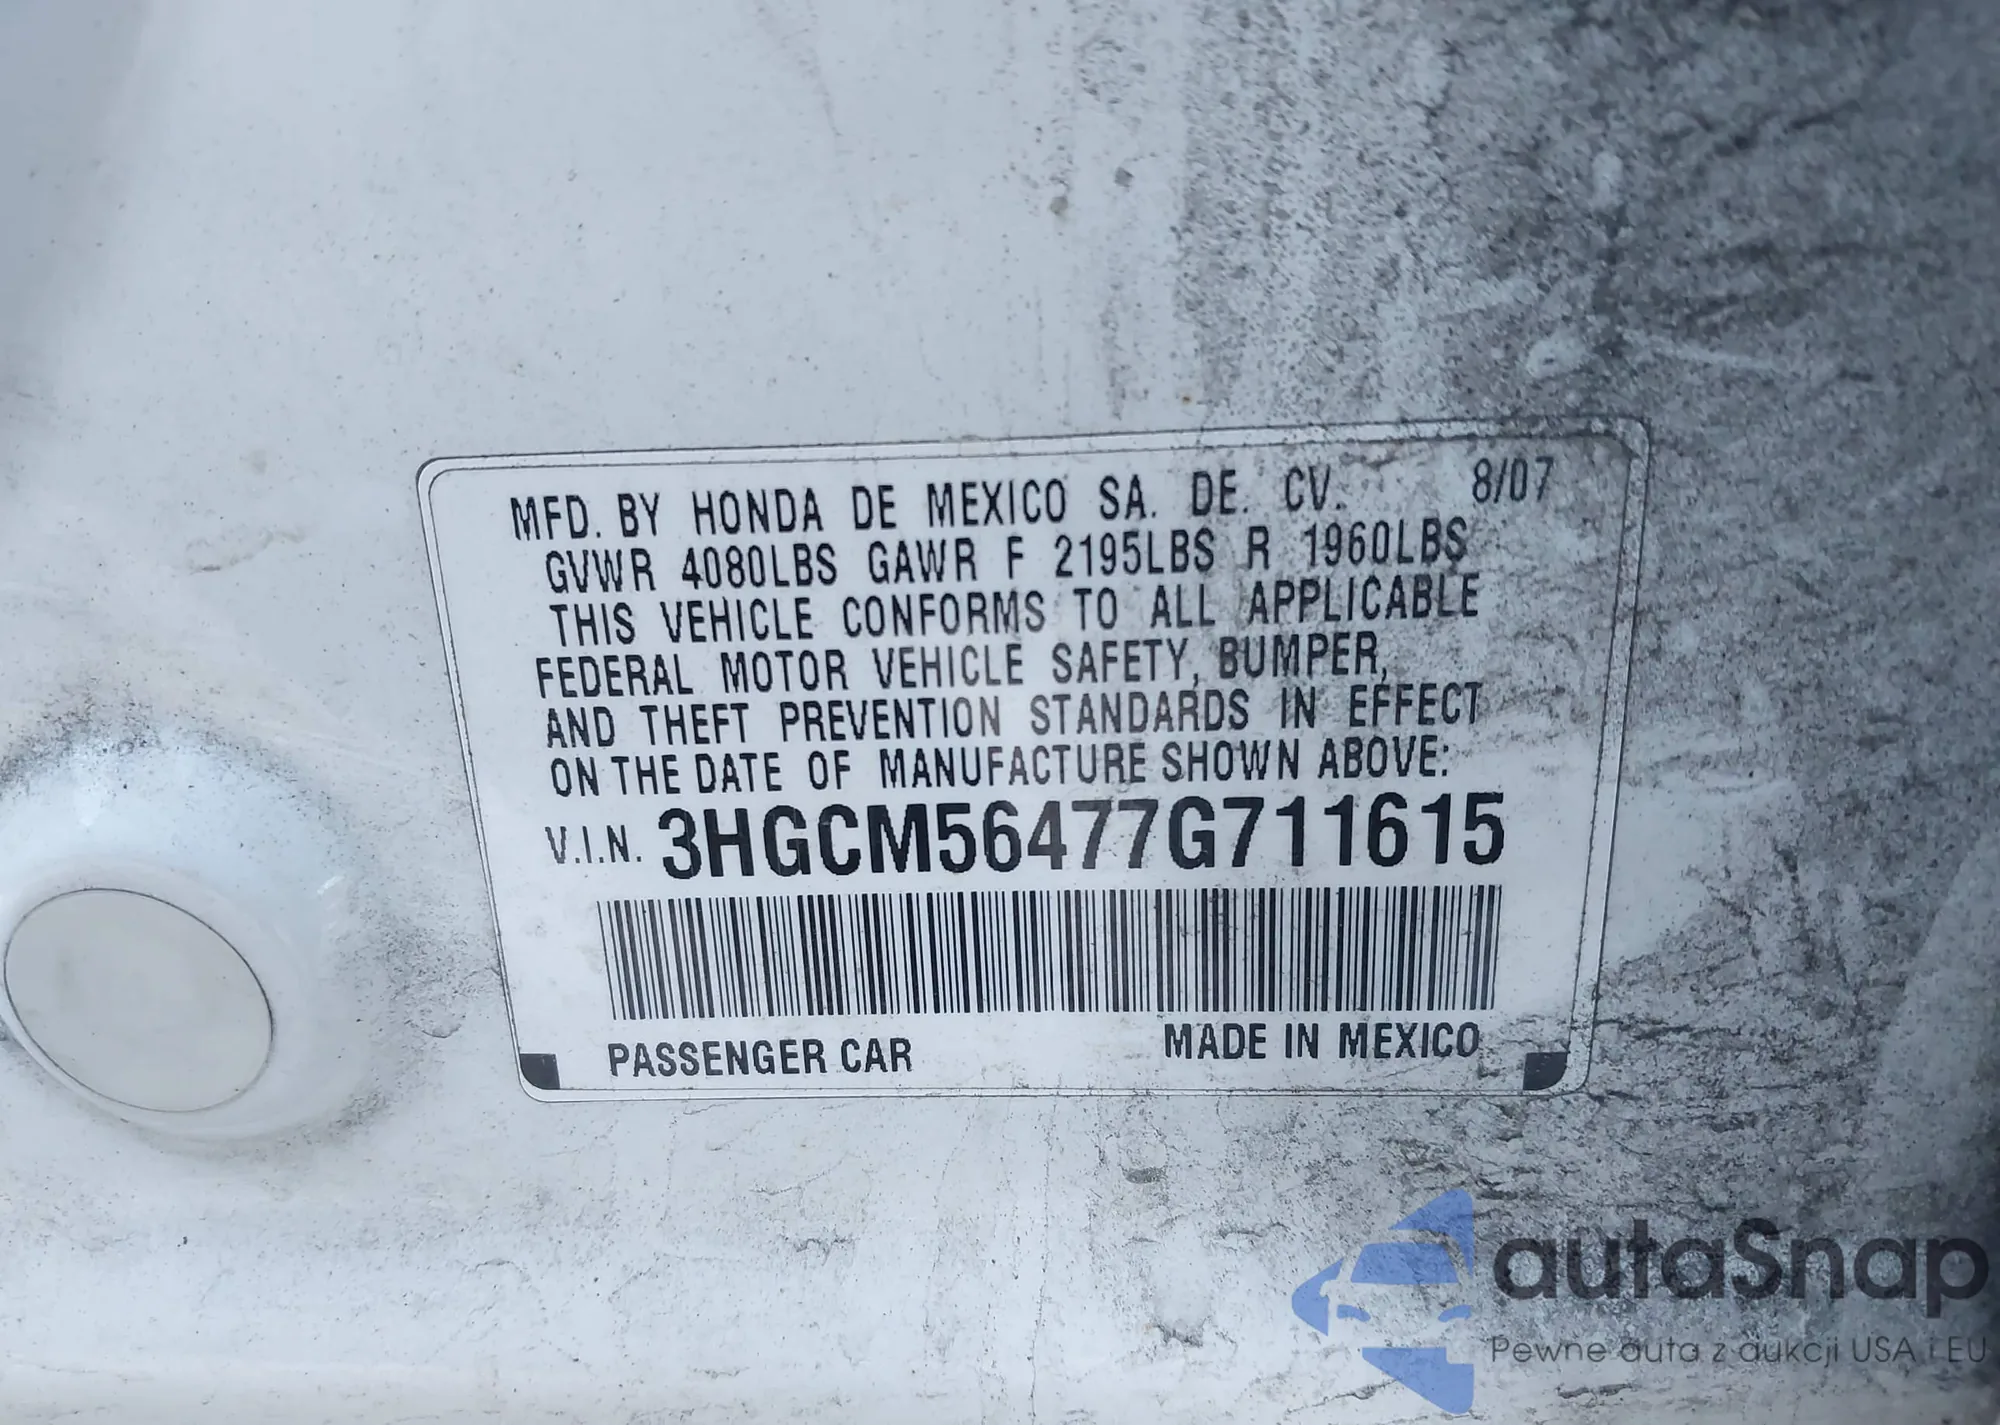 MFD. BY HONDA DE MEXICO SA. DE. CV. 8/07
GVWR 4080LBS GAWR F 2195LBS R 1960LBS
THIS VEHICLE CONFORMS TO ALL APPLICABLE
FEDERAL MOTOR VEHICLE SAFETY, BUMPER,
AND THEFT PREVENTION STANDARDS IN EFFECT
ON THE DATE OF MANUFACTURE SHOWN ABOVE:
V.I.N. 3HGCM56477G711615
PASSENGER CAR MADE IN MEXICO
autaSnap
Pewne auta z aukcji USA i EU